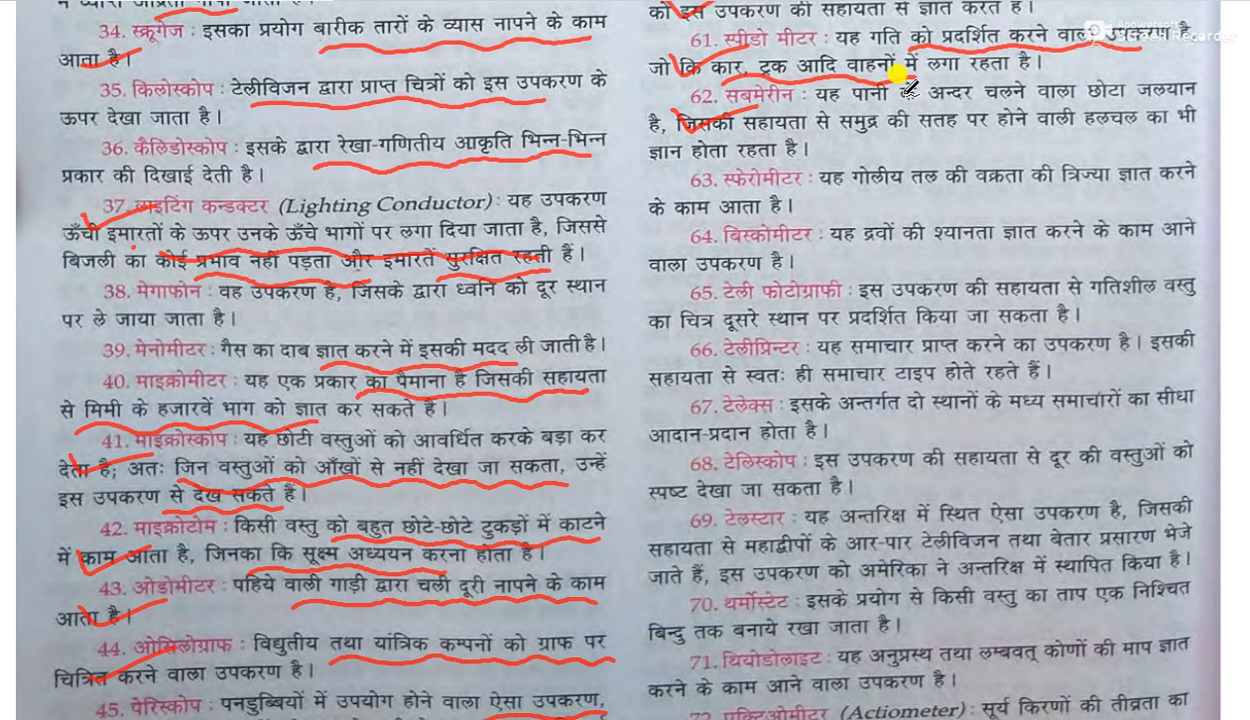 34. स्क्रूगेज : इसका प्रयोग बारीक तारों के व्यास नापने के काम
आता है।
35. किलोस्कोप : टेलीविजन द्वारा प्राप्त चित्रों को इस उपकरण के
ऊपर देखा जाता है।
36. कैलिडोस्कोप : इसके द्वारा रेखा-गणितीय आकृति भिन्न-भिन्न
प्रकार की दिखाई देती है।
37. लाइटिंग कन्डक्टर (Lighting Conductor) : यह उपकरण
ऊँची इमारतों के ऊपर उनके ऊँचे भागों पर लगा दिया जाता है, जिससे
बिजली का कोई प्रभाव नहीं पड़ता और इमारतें सुरक्षित रहती हैं।
38. मेगाफोन : वह उपकरण है, जिसके द्वारा ध्वनि को दूर स्थान
पर ले जाया जाता है।
39. मेनोमीटर : गैस का दाब ज्ञात करने में इसकी मदद ली जाती है।
40. माइक्रोमीटर : यह एक प्रकार का पैमाना है जिसकी सहायता
से मिमी के हजारवें भाग को ज्ञात कर सकते हैं।
41. माइक्रोस्कोप : यह छोटी वस्तुओं को आवर्धित करके बड़ा कर
देता है; अतः जिन वस्तुओं को आँखों से नहीं देखा जा सकता, उन्हें
इस उपकरण से देख सकते हैं।
42. माइक्रोटोम : किसी वस्तु को बहुत छोटे-छोटे टुकड़ों में काटने
में काम आता है, जिनका कि सूक्ष्म अध्ययन करना होता है।
43. ओडोमीटर : पहिये वाली गाड़ी द्वारा चली दूरी नापने के काम
आता है।
44. ओसिलोग्राफ : विद्युतीय तथा यांत्रिक कम्पनों को ग्राफ पर
चित्रित करने वाला उपकरण है।
45. पेरिस्कोप : पनडुब्बियों में उपयोग होने वाला ऐसा उपकरण,
को इस उपकरण की सहायता से ज्ञात करते हैं।
61. स्पीडो मीटर : यह गति को प्रदर्शित करने वाला उपकरण है
जो कि कार, ट्रक आदि वाहनों में लगा रहता है।
62. सबमेरीन : यह पानी के अन्दर चलने वाला छोटा जलयान
है, जिसकी सहायता से समुद्र की सतह पर होने वाली हलचल का भी
ज्ञान होता रहता है।
63. स्फेरोमीटर : यह गोलीय तल की वक्रता की त्रिज्या ज्ञात करने
के काम आता है।
64. बिस्कोमीटर : यह द्रवों की श्यानता ज्ञात करने के काम आने
वाला उपकरण है।
65. टेली फोटोग्राफी : इस उपकरण की सहायता से गतिशील वस्तु
का चित्र दूसरे स्थान पर प्रदर्शित किया जा सकता है।
66. टेलीप्रिन्टर : यह समाचार प्राप्त करने का उपकरण है। इसकी
सहायता से स्वतः ही समाचार टाइप होते रहते हैं।
67. टेलेक्स : इसके अन्तर्गत दो स्थानों के मध्य समाचारों का सीधा
आदान-प्रदान होता है।
68. टेलिस्कोप : इस उपकरण की सहायता से दूर की वस्तुओं को
स्पष्ट देखा जा सकता है।
69. टेलस्टार : यह अन्तरिक्ष में स्थित ऐसा उपकरण है, जिसकी
सहायता से महाद्वीपों के आर-पार टेलीविजन तथा बेतार प्रसारण भेजे
जाते हैं, इस उपकरण को अमेरिका ने अन्तरिक्ष में स्थापित किया है।
70. थर्मोस्टेट : इसके प्रयोग से किसी वस्तु का ताप एक निश्चित
बिन्दु तक बनाये रखा जाता है।
71. थियोडोलाइट : यह अनुप्रस्थ तथा लम्बवत् कोणों की माप ज्ञात
करने के काम आने वाला उपकरण है।
72. एक्टिओमीटर (Actiometer) : सूर्य किरणों की तीव्रता का
Apowersoft
Screen Recorder